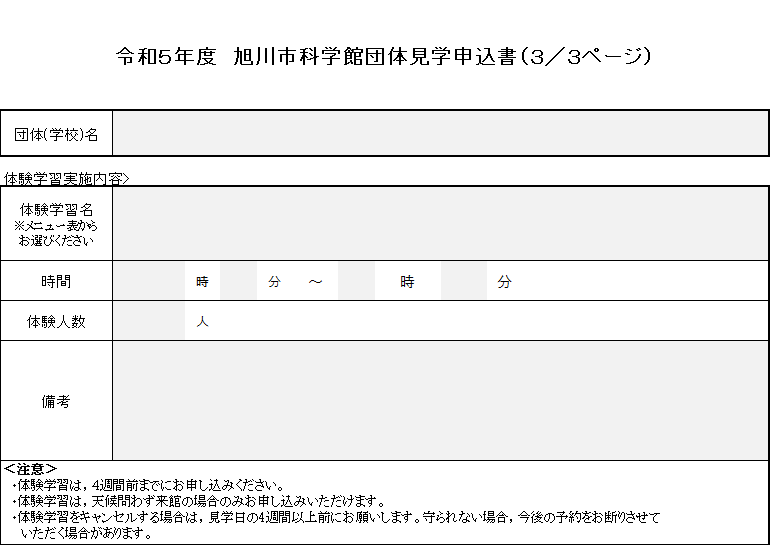 令和５年度　旭川市科学館団体見学申込書（３／３ページ）
団体(学校)名
体験学習実施内容>
体験学習名
※メニュー表から
お選びください
時間　時　分　～　時　分
体験人数　人
備考
＜注意＞
・体験学習は，4週間前までにお申し込みください。
・体験学習は，天候問わず来館の場合のみお申し込みいただけます。
・体験学習をキャンセルする場合は，見学日の4週間以上前にお願いします。守られない場合，今後の予約をお断りさせて
いただく場合があります。